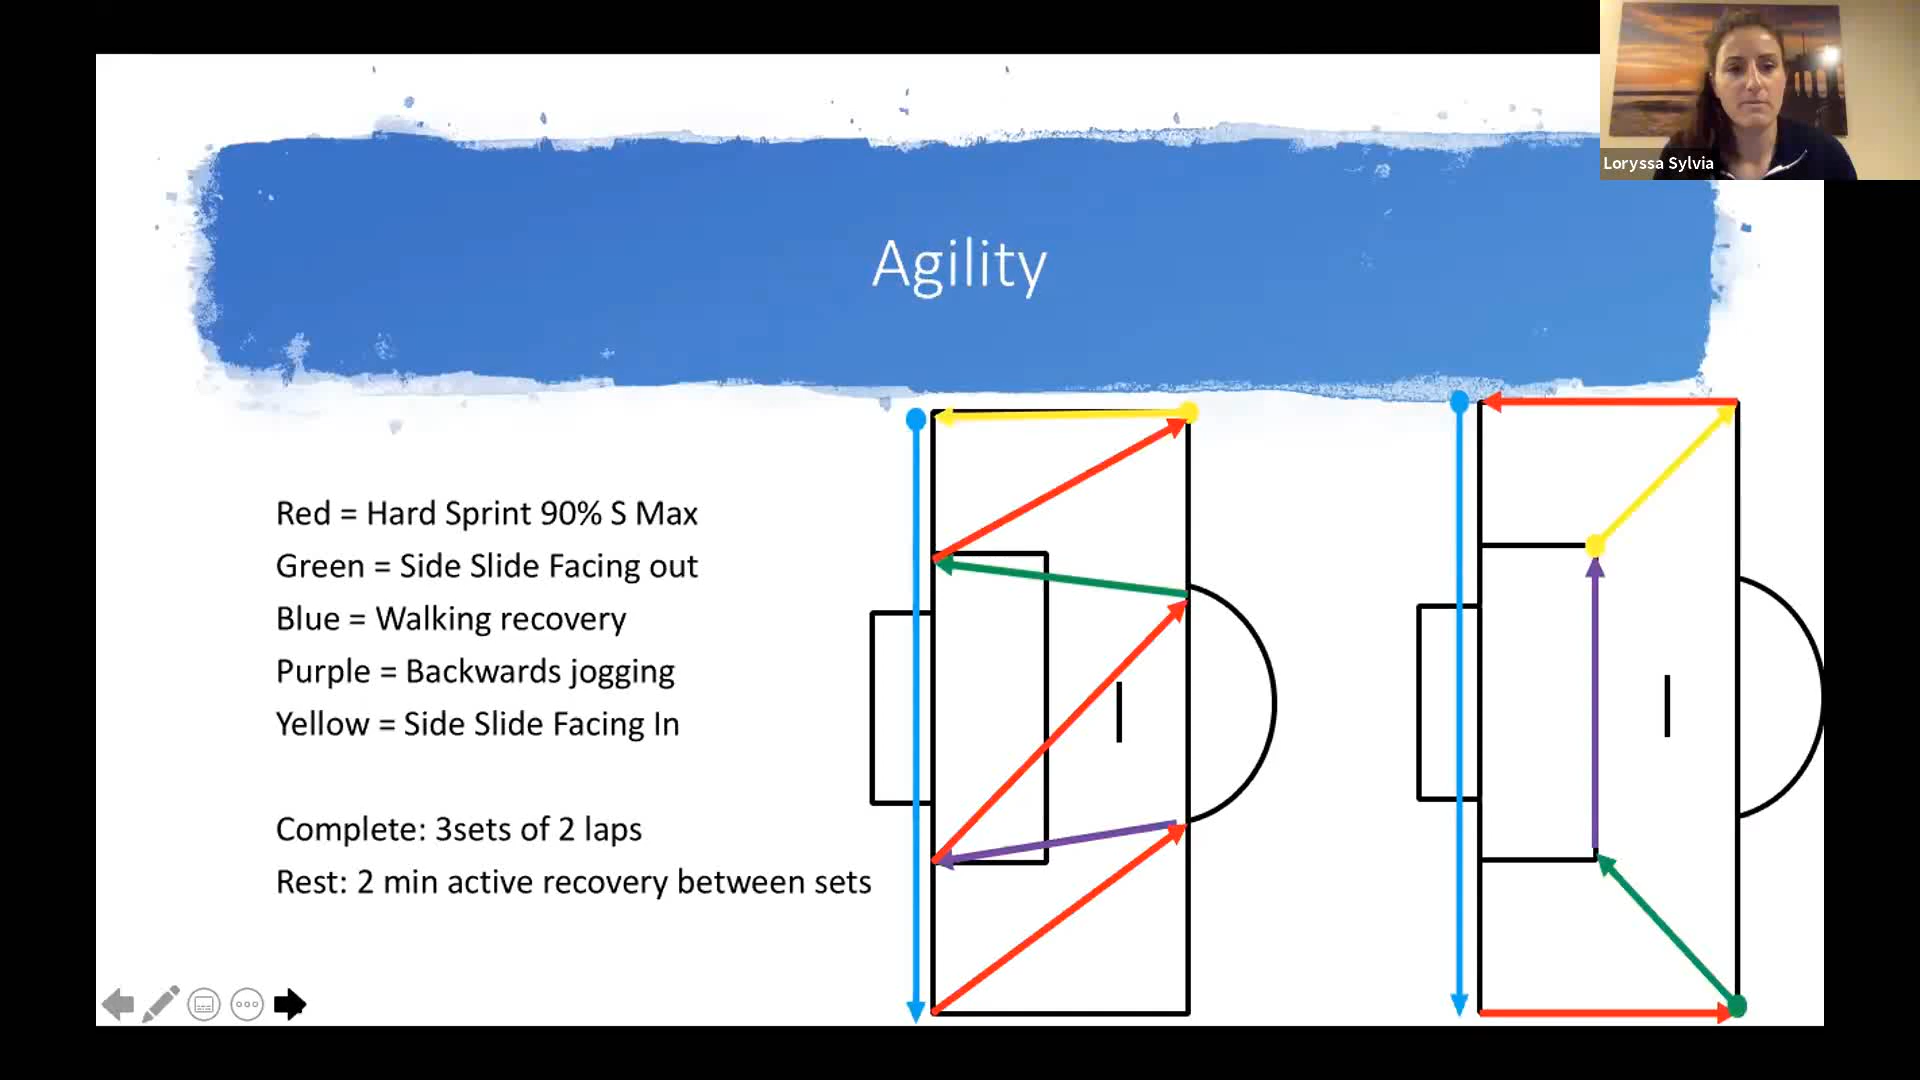 Loryssa Sylvia
Agility
Red = Hard Sprint 90% S Max
Green = Side Slide Facing out
Blue = Walking recovery
Purple = Backwards jogging
Yellow = Side Slide Facing In
Complete: 3sets of 2 laps
Rest: 2 min active recovery between sets